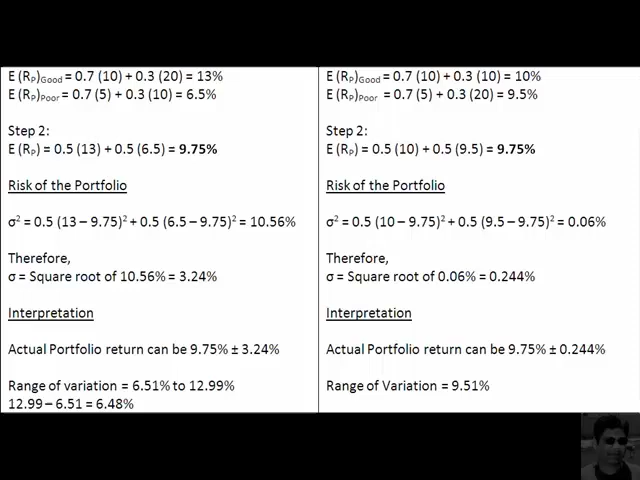 E (RP)Good = 0.7 (10) + 0.3 (20) = 13%
E (RP)Poor = 0.7 (5) + 0.3 (10) = 6.5%
Step 2:
E (RP) = 0.5 (13) + 0.5 (6.5) = 9.75%
Risk of the Portfolio
σ² = 0.5 (13 – 9.75)² + 0.5 (6.5 – 9.75)² = 10.56%
Therefore,
σ = Square root of 10.56% = 3.24%
Interpretation
Actual Portfolio return can be 9.75% ± 3.24%
Range of variation = 6.51% to 12.99%
12.99 – 6.51 = 6.48%
E (RP)Good = 0.7 (10) + 0.3 (10) = 10%
E (RP)Poor = 0.7 (5) + 0.3 (20) = 9.5%
Step 2:
E (RP) = 0.5 (10) + 0.5 (9.5) = 9.75%
Risk of the Portfolio
σ² = 0.5 (10 – 9.75)² + 0.5 (9.5 – 9.75)² = 0.06%
Therefore,
σ = Square root of 0.06% = 0.244%
Interpretation
Actual Portfolio return can be 9.75% ± 0.244%
Range of Variation = 9.51%